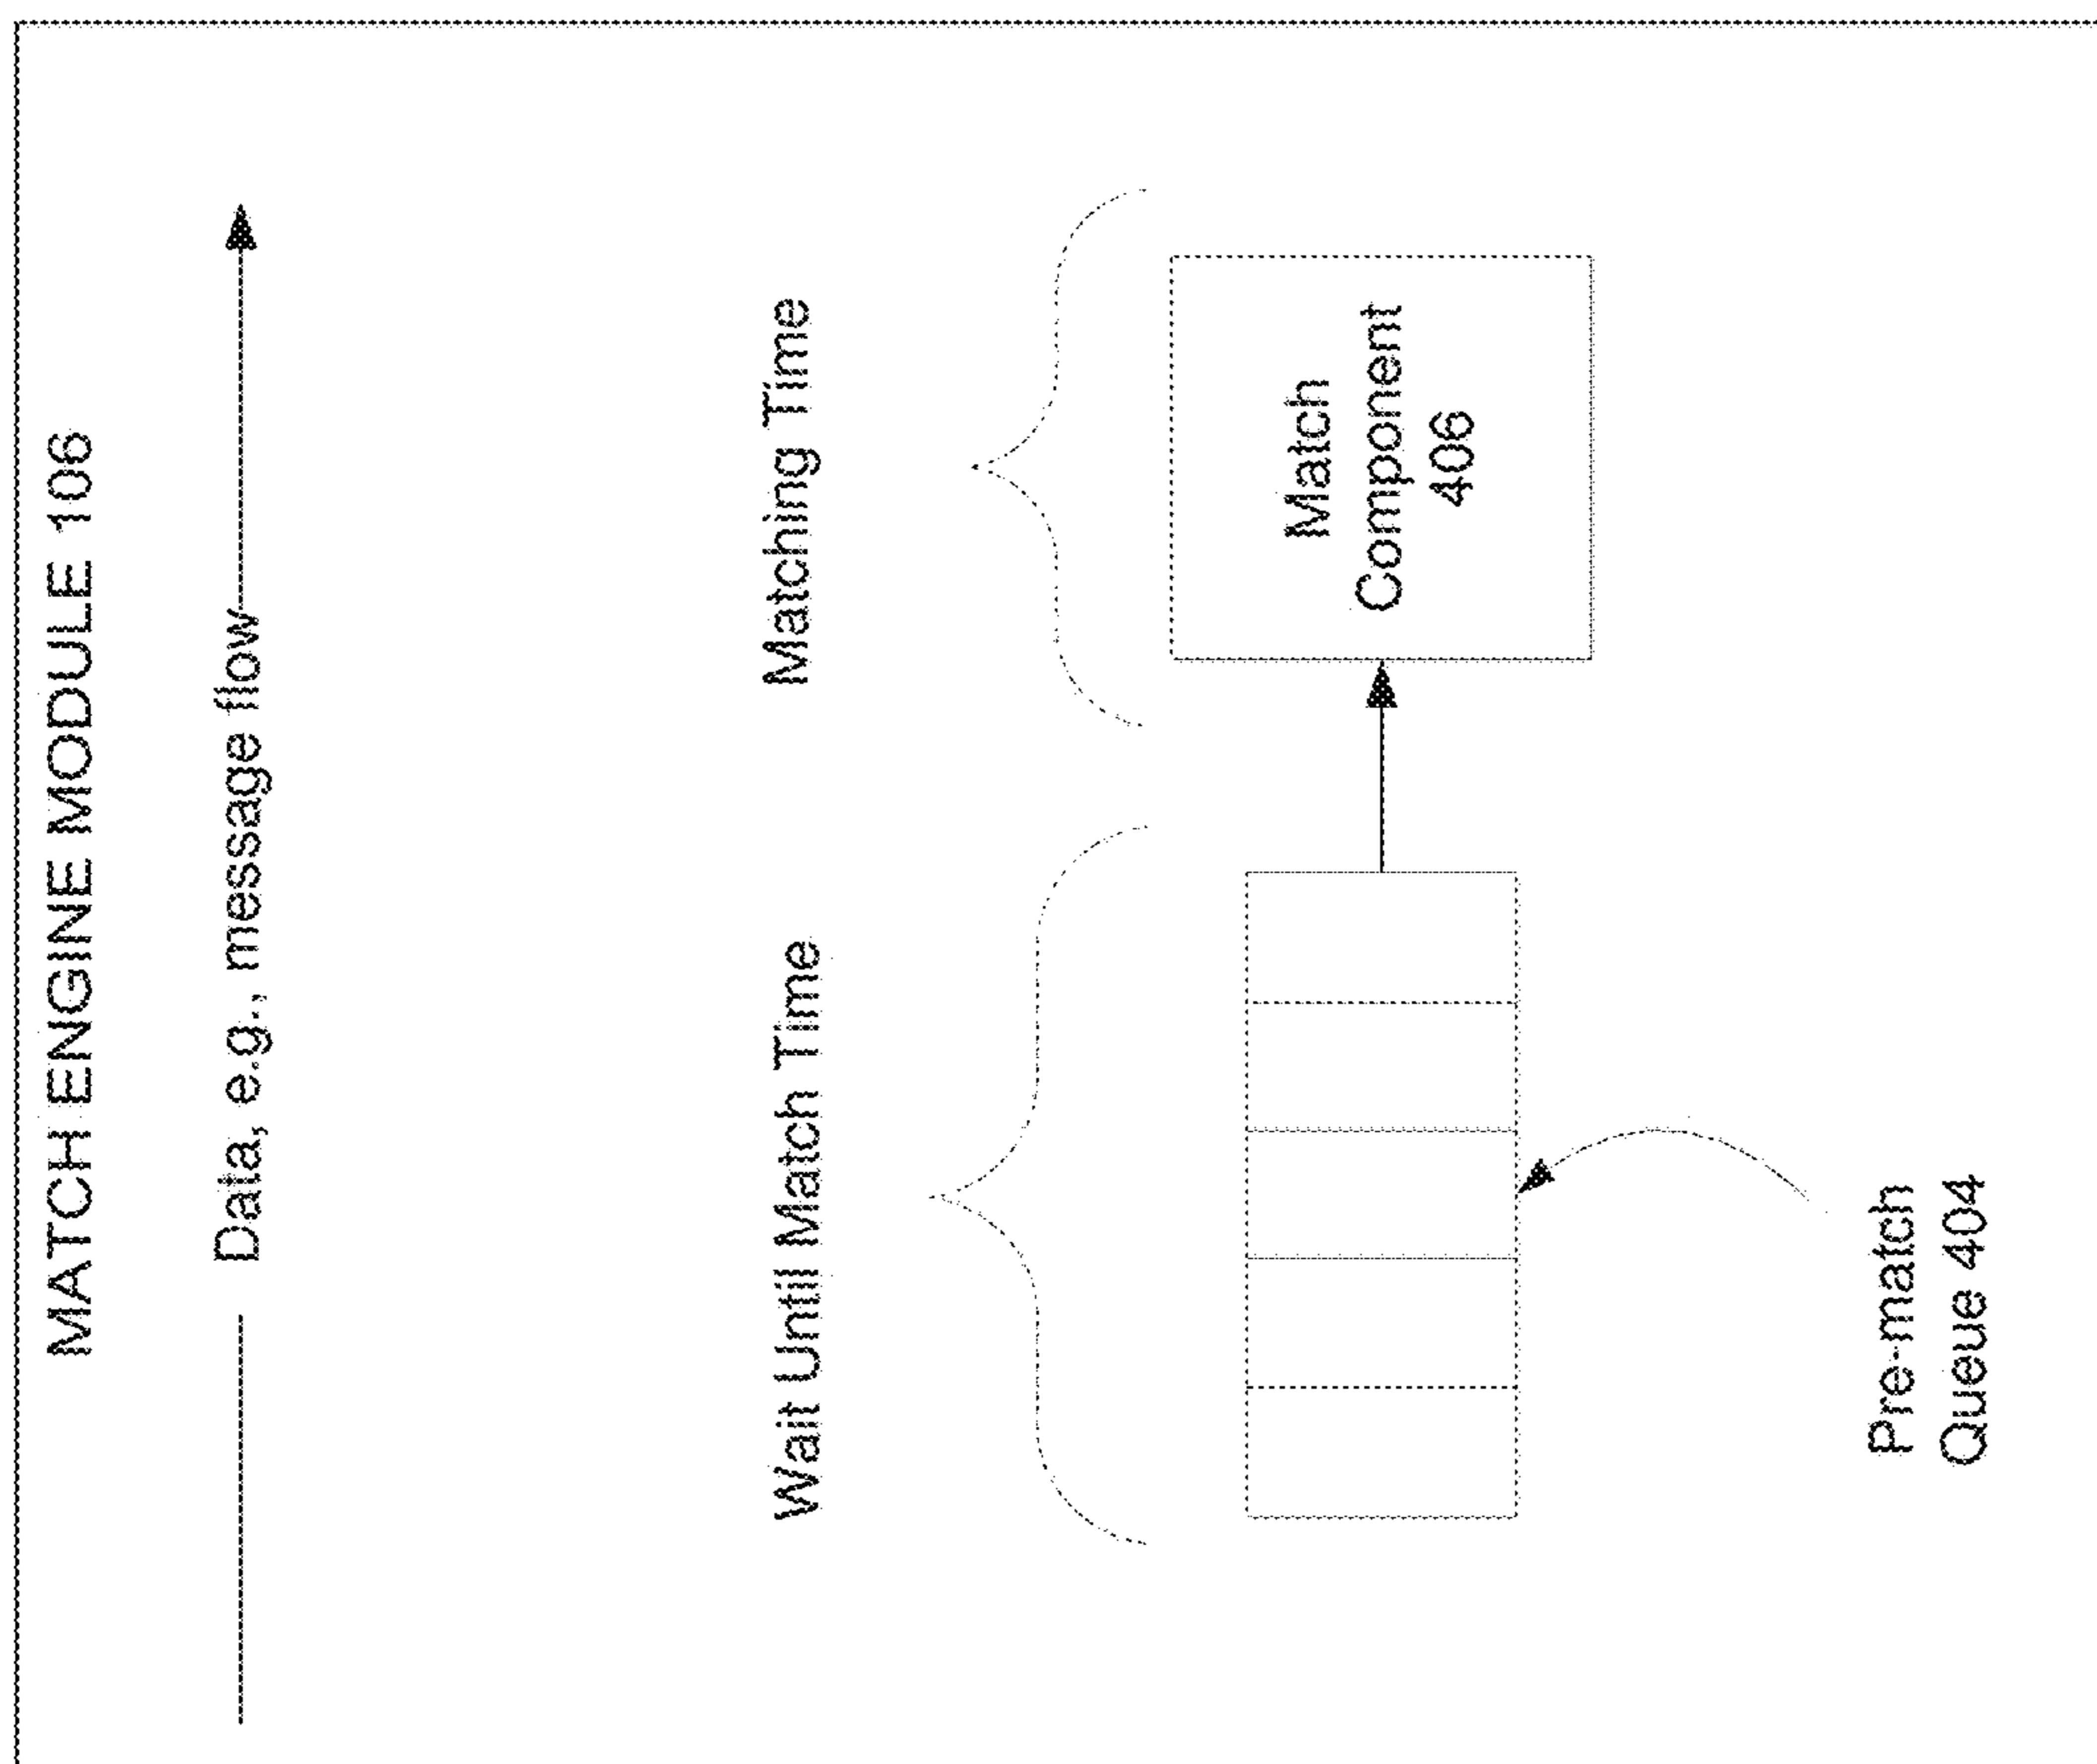 MATCH ENGINE MODULE 106
Data, e.g., message flow
Wait Until Match Time
Matching Time
Match
Component
406
Pre-match
Queue 404